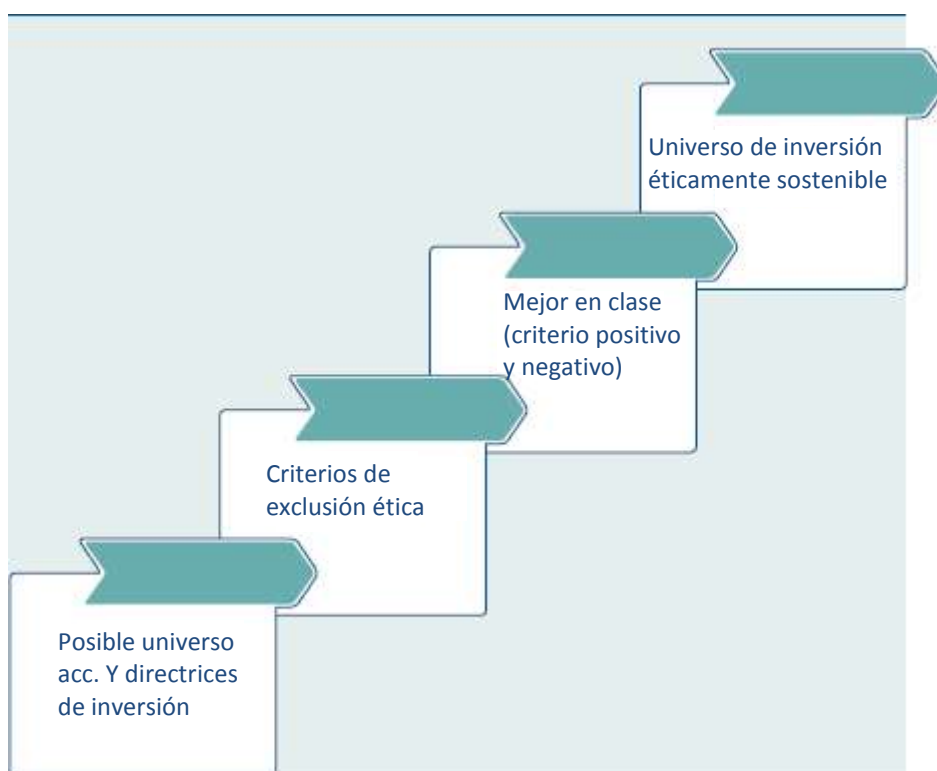 Universo de inversión
éticamente sostenible
Mejor en clase
(criterio positivo
y negativo)
Criterios de
exclusión ética
Posible universo
acc. Y directrices
de inversión